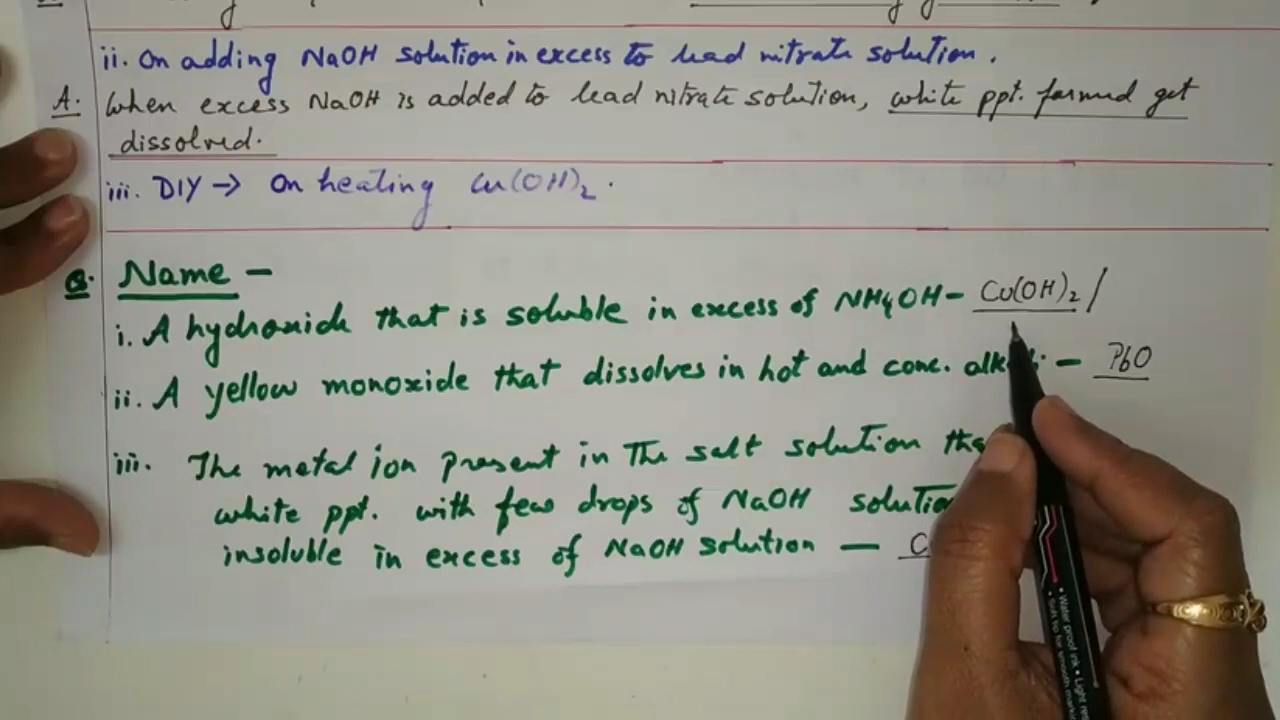 ii. On adding NaOH solution in excess to lead nitrate solution.
A. When excess NaOH is added to lead nitrate solution, white ppt. formed get
dissolved.
iii. DIY → On heating Cu(OH)₂.
Q. Name –
i. A hydroxide that is soluble in excess of NH₄OH – Cu(OH)₂ /
ii. A yellow monoxide that dissolves in hot and conc. – PbO
iii. The metal ion present in the salt solution
white ppt. with few drops of NaOH
insoluble in excess of NaOH solution –
Water proof ink • Light